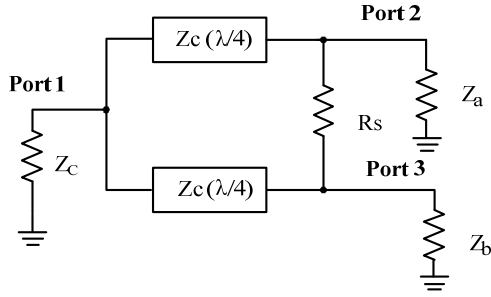 Port 2
Zc (λ/4)
Port 1
Za
Rs
Zc
Port 3
Zc (λ/4)
Zb